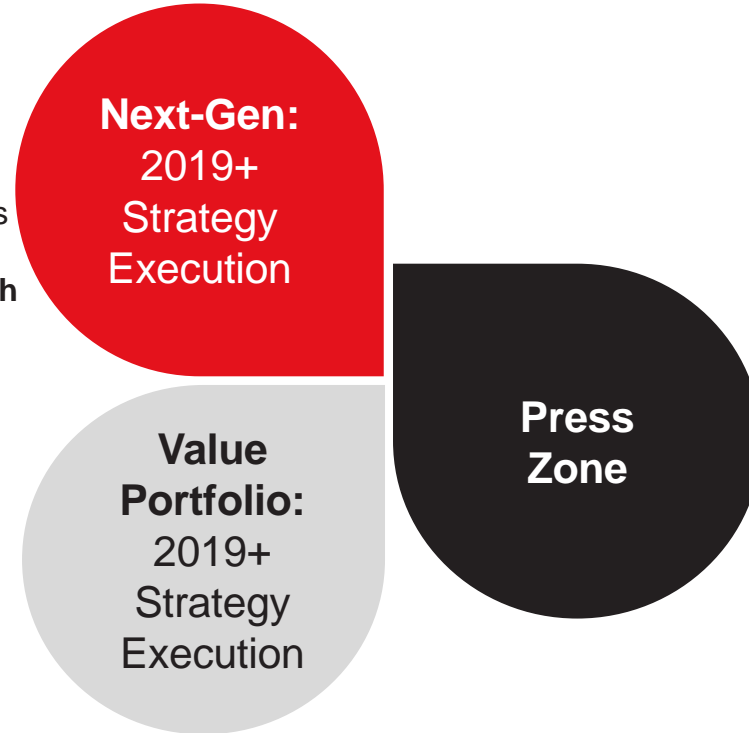 Next-Gen:
2019+
Strategy
Execution
s
h
Press
Zone
Value
Portfolio:
2019+
Strategy
Execution